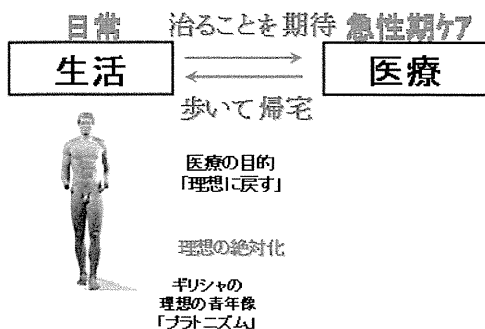 日常 治ることを期待 急性期ケア
生活 医療
歩いて帰宅
医療の目的
「理想に戻す」
理想の絶対化
ギリシャの
理想の青年像
「プラトニズム」